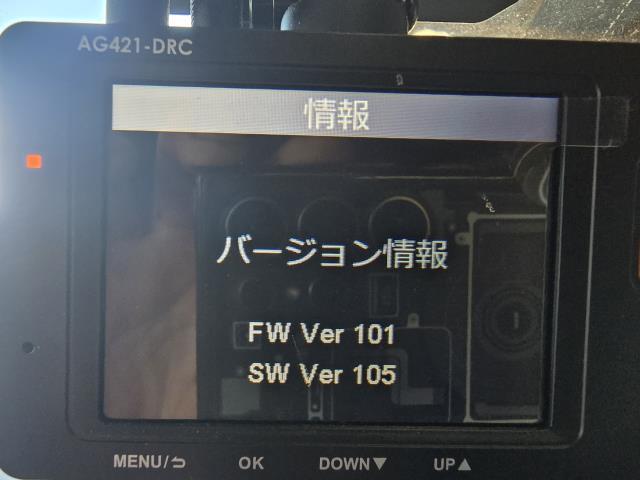 AG421-DRC
情報
バージョン情報
FW Ver 101
SW Ver 105
MENU/⮌ OK DOWN▼ UP▲